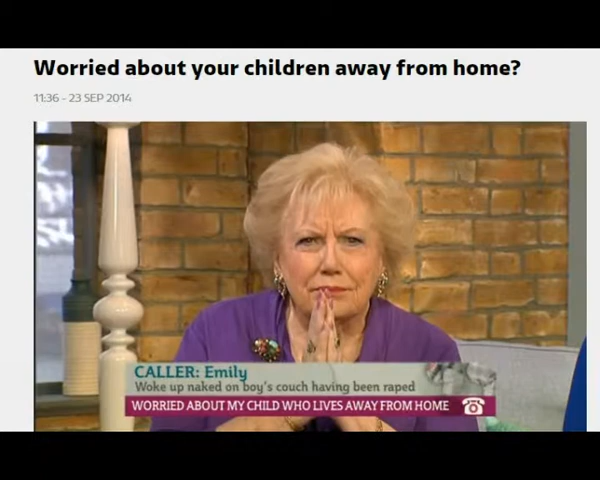 Worried about your children away from home?
11:36 - 23 SEP 2014
CALLER: Emily
Woke up naked on boy's couch having been raped
WORRIED ABOUT MY CHILD WHO LIVES AWAY FROM HOME